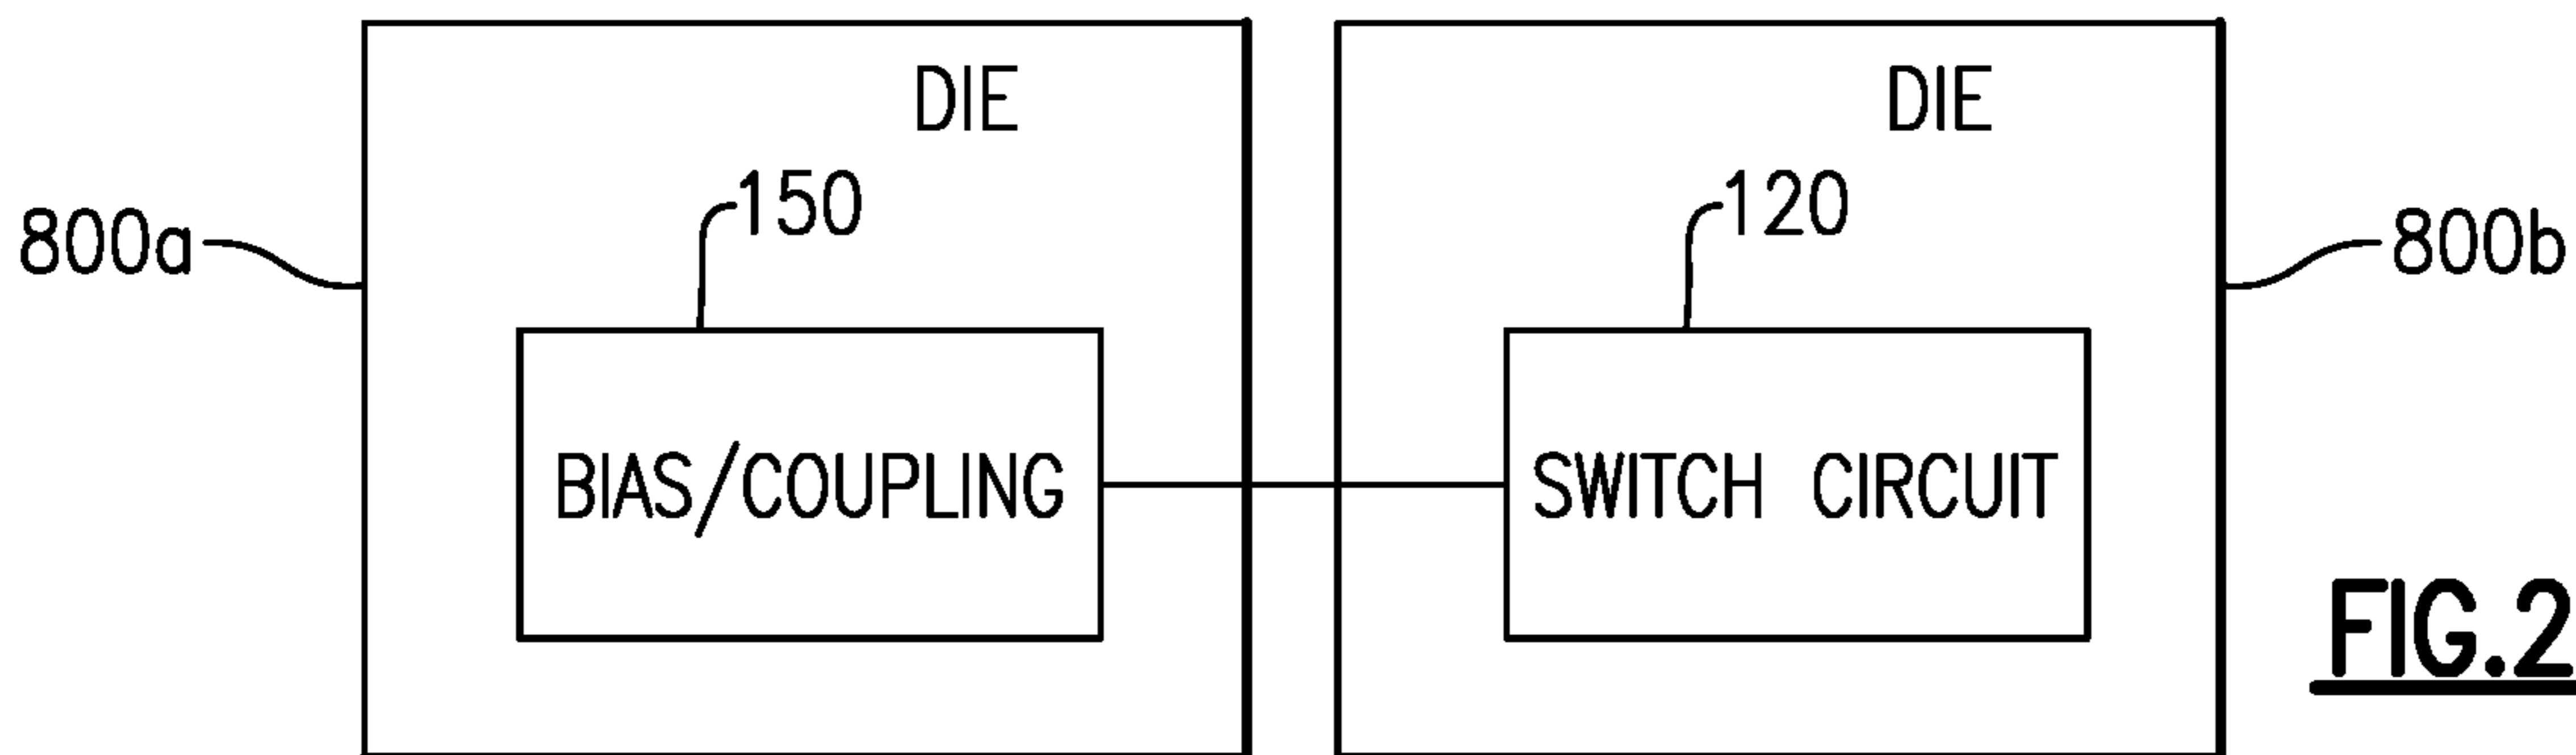 DIE
DIE
150
120
800a
800b
BIAS/COUPLING
SWITCH CIRCUIT
FIG.2